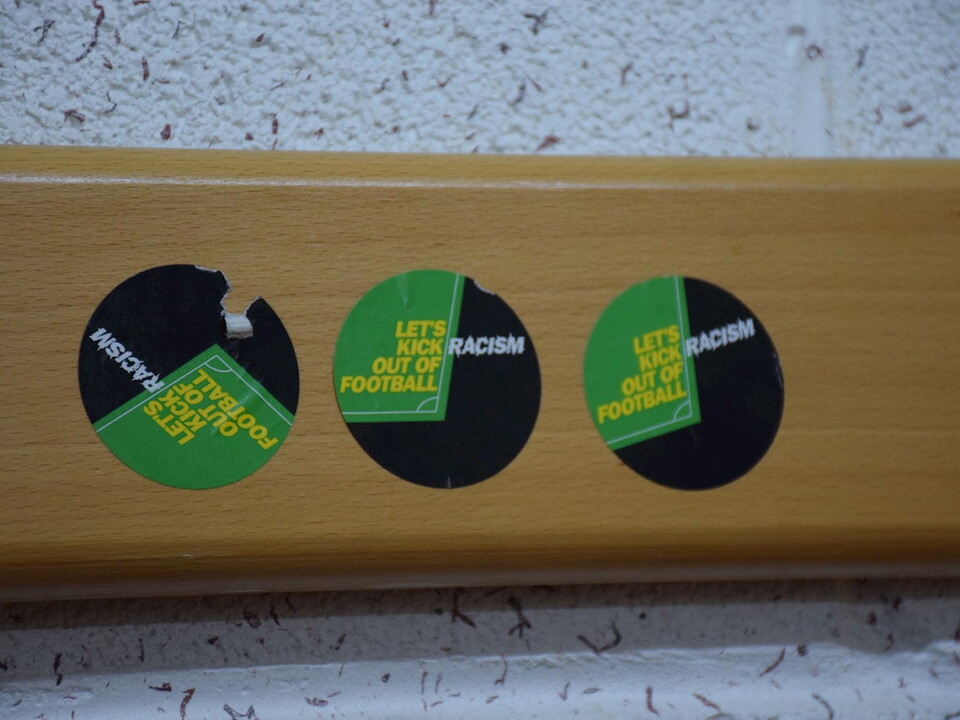 LET'S
KICK
RACISM
OUT OF
FOOTBALL
LET'S
KICK
RACISM
OUT OF
FOOTBALL
LET'S
KICK
RACISM
OUT OF
FOOTBALL